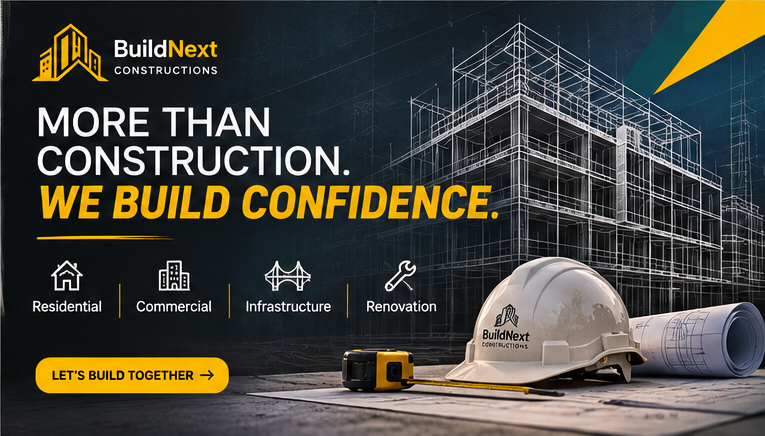 BuildNext
CONSTRUCTIONS
MORE THAN
CONSTRUCTION.
WE BUILD CONFIDENCE.
Residential
Commercial
Infrastructure
Renovation
LET'S BUILD TOGETHER →
BuildNext
CONSTRUCTIONS